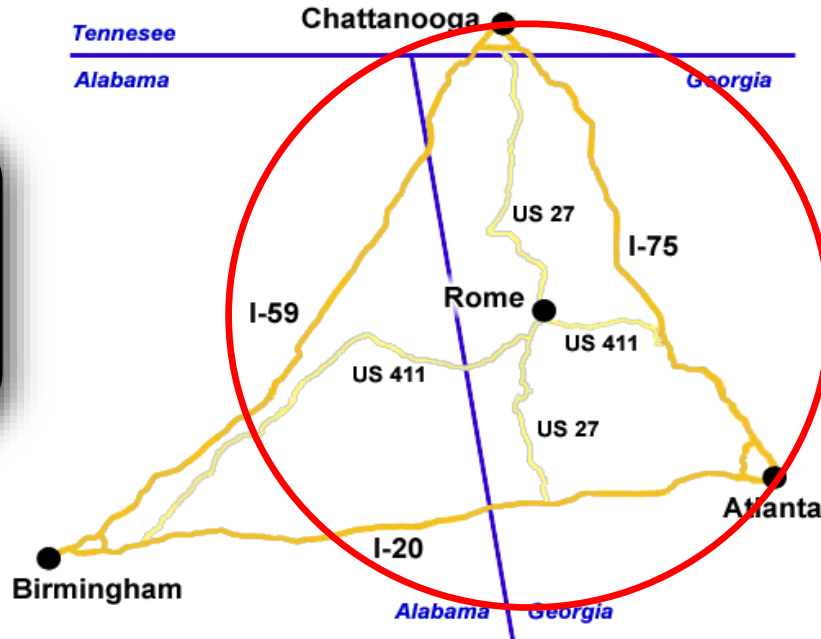 Chattanooga
Tennesee
Alabama
Georgia
US 27
I-75
Rome
I-59
US 411
US 411
US 27
Atlanta
I-20
Birmingham
Alabama
Georgia